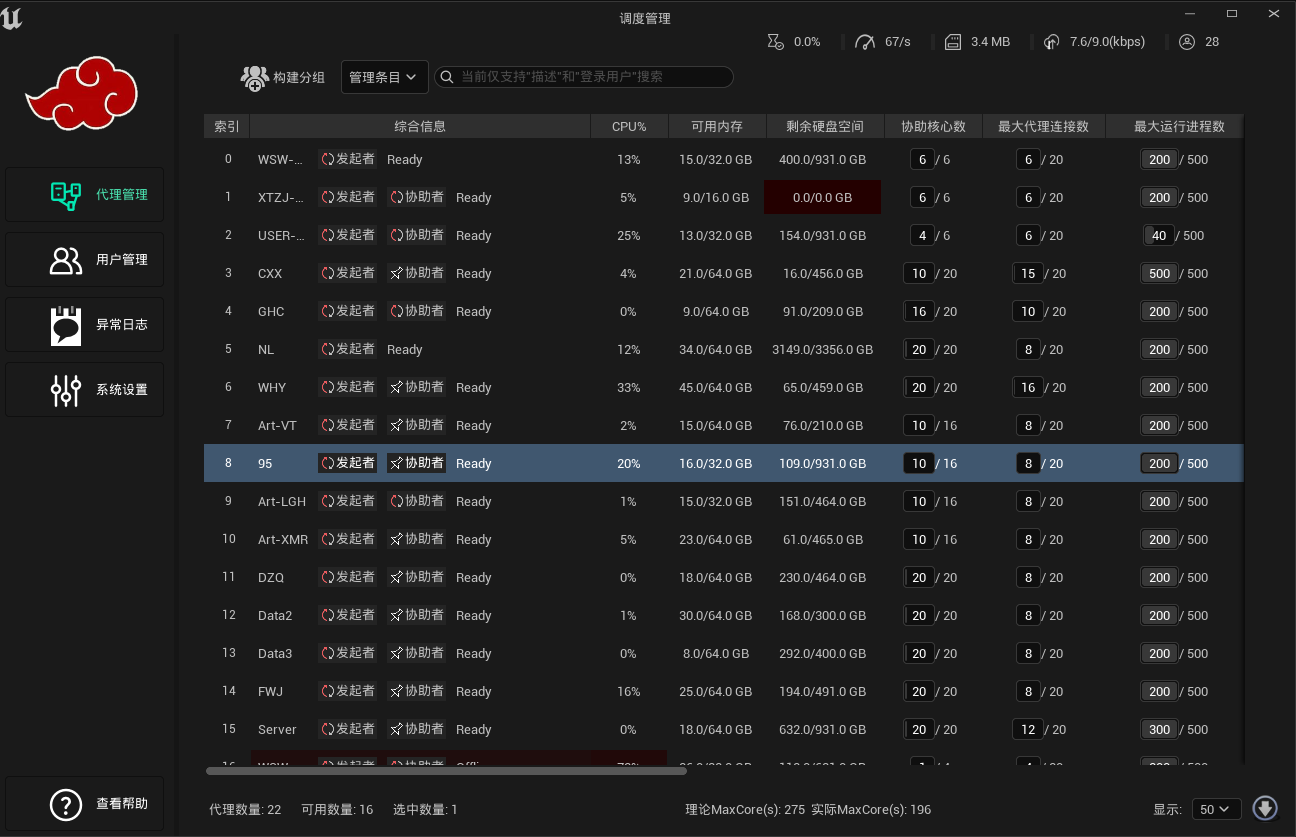 调度管理
0.0% 67/s 3.4 MB 7.6/9.0(kbps) 28
构建分组 管理条目 当前仅支持"描述"和"登录用户"搜索
索引 综合信息 CPU% 可用内存 剩余硬盘空间 协助核心数 最大代理连接数 最大运行进程数
0 WSW-... 发起者 Ready 13% 15.0/32.0 GB 400.0/931.0 GB 6 / 6 6 / 20 200 / 500
1 XTZJ-... 发起者 协助者 Ready 5% 9.0/16.0 GB 0.0/0.0 GB 6 / 6 6 / 20 200 / 500
2 USER-... 发起者 协助者 Ready 25% 13.0/32.0 GB 154.0/931.0 GB 4 / 6 6 / 20 40 / 500
3 CXX 发起者 协助者 Ready 4% 21.0/64.0 GB 16.0/456.0 GB 10 / 20 15 / 20 500 / 500
4 GHC 发起者 协助者 Ready 0% 9.0/64.0 GB 91.0/209.0 GB 16 / 20 10 / 20 200 / 500
5 NL 发起者 Ready 12% 34.0/64.0 GB 3149.0/3356.0 GB 20 / 20 8 / 20 200 / 500
6 WHY 发起者 协助者 Ready 33% 45.0/64.0 GB 65.0/459.0 GB 20 / 20 16 / 20 200 / 500
7 Art-VT 发起者 协助者 Ready 2% 15.0/64.0 GB 76.0/210.0 GB 10 / 16 8 / 20 200 / 500
8 95 发起者 协助者 Ready 20% 16.0/32.0 GB 109.0/931.0 GB 10 / 16 8 / 20 200 / 500
9 Art-LGH 发起者 协助者 Ready 1% 15.0/32.0 GB 151.0/464.0 GB 10 / 16 8 / 20 200 / 500
10 Art-XMR 发起者 协助者 Ready 5% 23.0/64.0 GB 61.0/465.0 GB 10 / 16 8 / 20 200 / 500
11 DZQ 发起者 协助者 Ready 0% 18.0/64.0 GB 230.0/464.0 GB 20 / 20 8 / 20 200 / 500
12 Data2 发起者 协助者 Ready 1% 30.0/64.0 GB 168.0/300.0 GB 20 / 20 8 / 20 200 / 500
13 Data3 发起者 协助者 Ready 0% 8.0/64.0 GB 292.0/400.0 GB 20 / 20 8 / 20 200 / 500
14 FWJ 发起者 协助者 Ready 16% 25.0/64.0 GB 194.0/491.0 GB 20 / 20 8 / 20 200 / 500
15 Server 发起者 协助者 Ready 0% 18.0/64.0 GB 632.0/931.0 GB 20 / 20 12 / 20 300 / 500
代理管理
用户管理
异常日志
系统设置
查看帮助
代理数量: 22 可用数量: 16 选中数量: 1 理论MaxCore(s): 275 实际MaxCore(s): 196 显示: 50